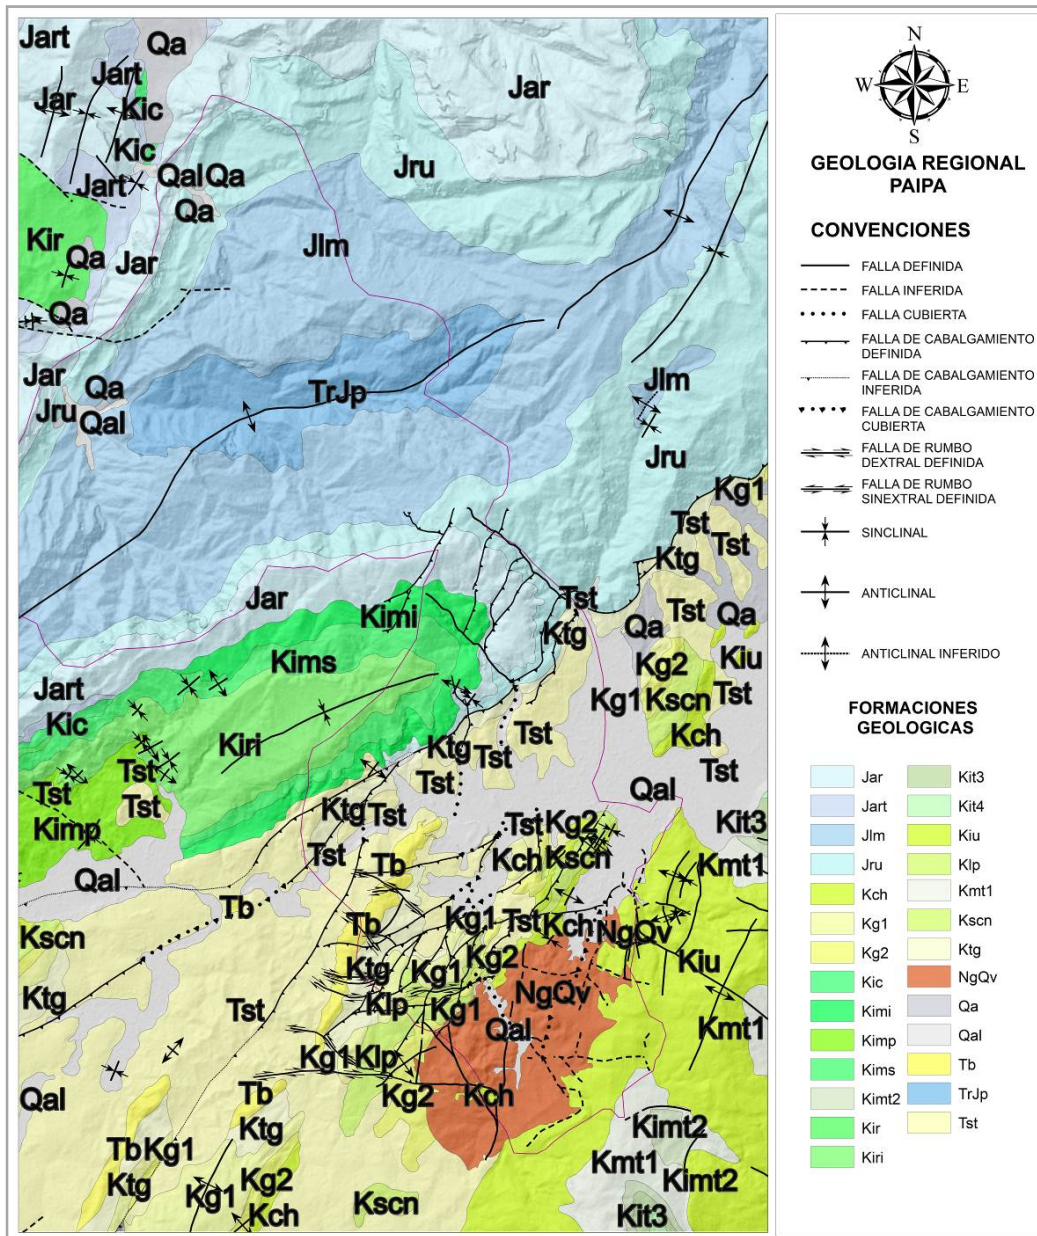 Jart
Qa
Jart
Jar
Jar
Kic
Kic
Jru
Jart
Qal
Qa
Qa
Kir
Qa
Jar
Jlm
Qa
Jar
Qa
TrJp
Jlm
Jru
Qal
Jru
Kg1
Tst
Tst
Ktg
Jar
Kimi
Tst
Tst
Qa
Ktg
Qa
Kims
Kg2
Kiu
Jart
Kg1
Kscn
Tst
Kic
Kiri
Ktg
Tst
Tst
Kch
Tst
Tst
Tst
Tst
Qal
Tst
Ktg
Tst
Kimp
Tst
Kg2
Kit3
Tst
Tb
Kch
Kscn
Kmt1
Qal
Tb
Tb
Kg1
Tst
Kch
NgQv
Kscn
Ktg
Kg1
Kg2
Kiu
Ktg
Tst
Klp
Kg1
NgQv
Qal
Kmt1
Kg1
Klp
Qal
Tb
Kg2
Kch
Ktg
Kimt2
Tb
Kg1
Kmt1
Ktg
Kg1
Kg2
Kimt2
Kch
Kscn
Kit3
N
W
E
S
GEOLOGIA REGIONAL
PAIPA
CONVENCIONES
FALLA DEFINIDA
FALLA INFERIDA
FALLA CUBIERTA
FALLA DE CABALGAMIENTO
DEFINIDA
FALLA DE CABALGAMIENTO
INFERIDA
FALLA DE CABALGAMIENTO
CUBIERTA
FALLA DE RUMBO
DEXTRAL DEFINIDA
FALLA DE RUMBO
SINEXTRAL DEFINIDA
SINCLINAL
ANTICLINAL
ANTICLINAL INFERIDO
FORMACIONES
GEOLOGICAS
Jar
Jart
Jlm
Jru
Kch
Kg1
Kg2
Kic
Kimi
Kimp
Kims
Kimt2
Kir
Kiri
Kit3
Kit4
Kiu
Klp
Kmt1
Kscn
Ktg
NgQv
Qa
Qal
Tb
TrJp
Tst